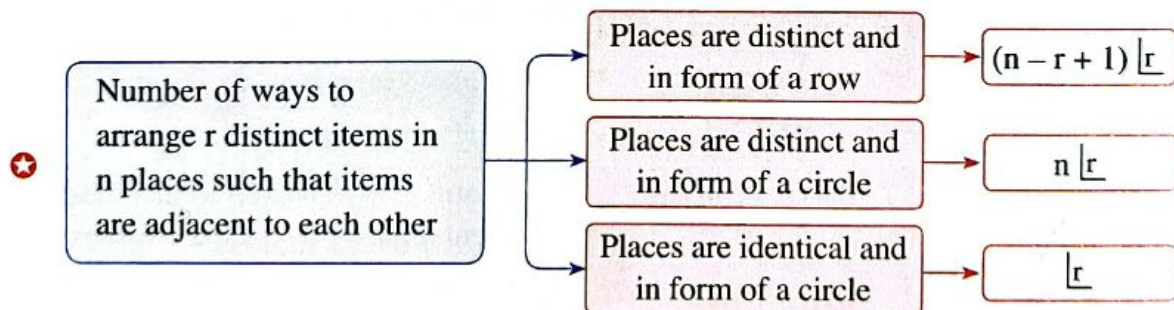 Number of ways to
arrange r distinct items in
n places such that items
are adjacent to each other
Places are distinct and
in form of a row
(n – r + 1) |r
Places are distinct and
in form of a circle
n |r
Places are identical and
in form of a circle
|r